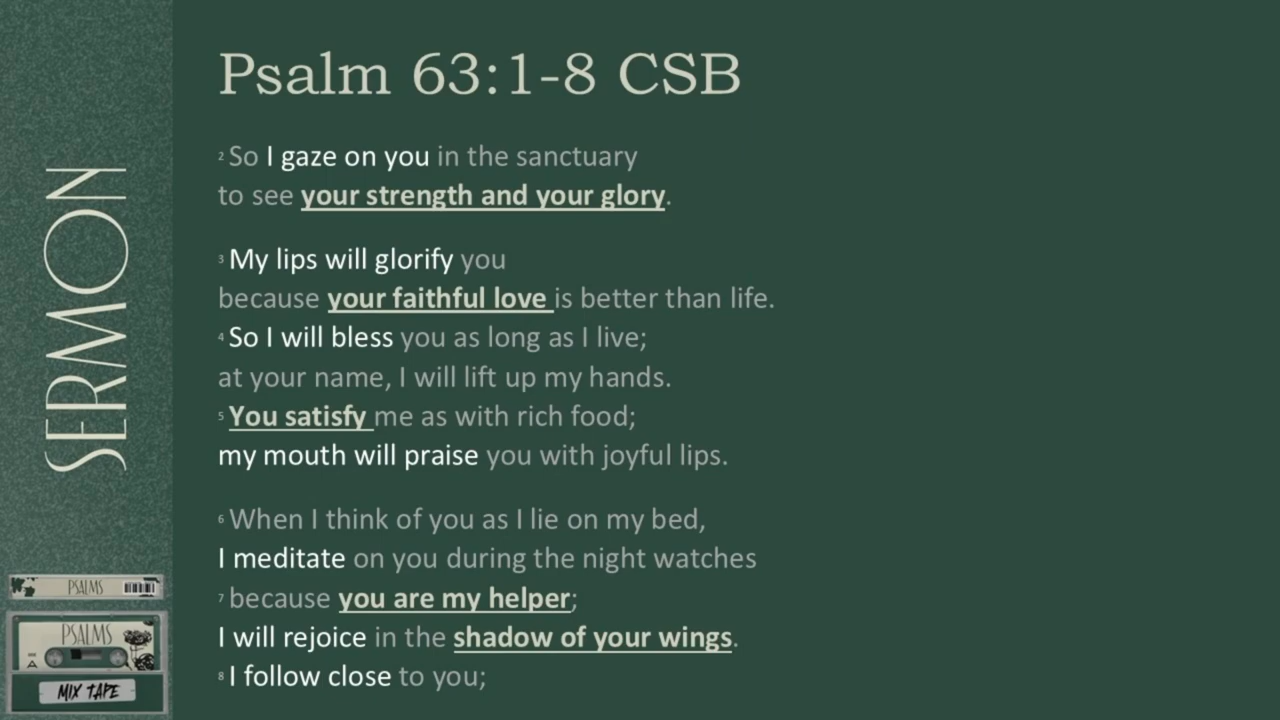 Psalm 63:1-8 CSB
2 So I gaze on you in the sanctuary
to see your strength and your glory.
3 My lips will glorify you
because your faithful love is better than life.
4 So I will bless you as long as I live;
at your name, I will lift up my hands.
5 You satisfy me as with rich food;
my mouth will praise you with joyful lips.
6 When I think of you as I lie on my bed,
I meditate on you during the night watches
7 because you are my helper;
I will rejoice in the shadow of your wings.
8 I follow close to you;
SERMON
PSALMS
PSALMS
A
MIX TAPE